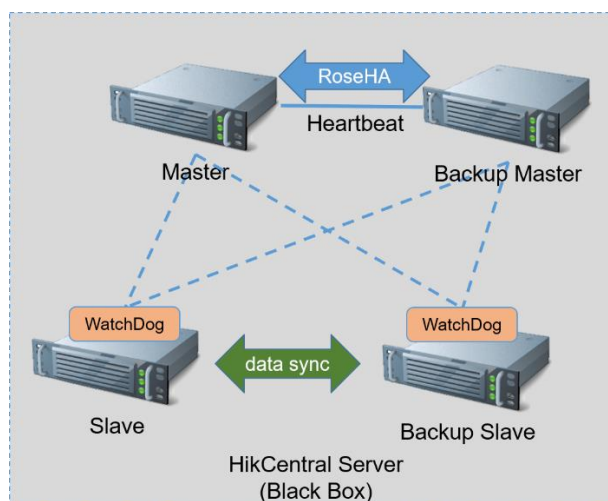 RoseHA
Heartbeat
Master
Backup Master
WatchDog
WatchDog
data sync
Slave
Backup Slave
HikCentral Server
(Black Box)